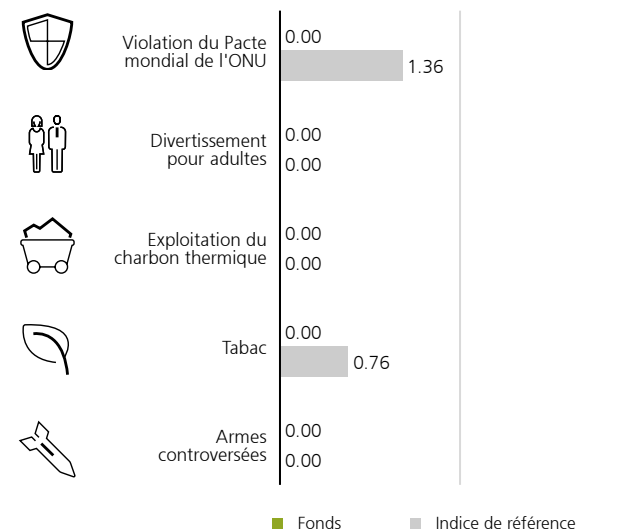 0.00
Violation du Pacte
mondial de l'ONU
1.36
0.00
Divertissement
pour adultes
0.00
0.00
Exploitation du
charbon thermique
0.00
0.00
Tabac
0.76
0.00
Armes
controversées
0.00
Fonds
Indice de référence